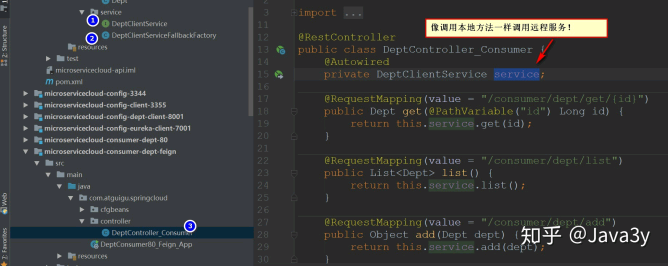 Dept
service
1
DeptClientService
2
DeptClientServiceFallbackFactory
resources
test
microservicecloud-api.iml
pom.xml
microservicecloud-config-3344
microservicecloud-config-client-3355
microservicecloud-config-dept-client-8001
microservicecloud-config-eureka-client-7001
microservicecloud-consumer-dept-80
microservicecloud-consumer-dept-feign
src
main
java
com.atguigu.springcloud
cfgbeans
controller
3
DeptController_Consumer
DeptConsumer80_Feign_App
resources
7: Structure
Web
2: Favorites
3 import ...
像调用本地方法一样调用远程服务！
12 @RestController
13 public class DeptController_Consumer {
14 @Autowired
15 private DeptClientService service;
16
17 @RequestMapping(value = "/consumer/dept/get/{id}")
18 public Dept get(@PathVariable("id") Long id) {
19 return this.service.get(id);
20 }
21
22 @RequestMapping(value = "/consumer/dept/list")
23 public List<Dept> list() {
24 return this.service.list();
25 }
26
27 @RequestMapping(value = "/consumer/dept/add")
28 public Object add(Dept dept) {
29 return this.service.add(dept);
30 }
知乎 @Java3y